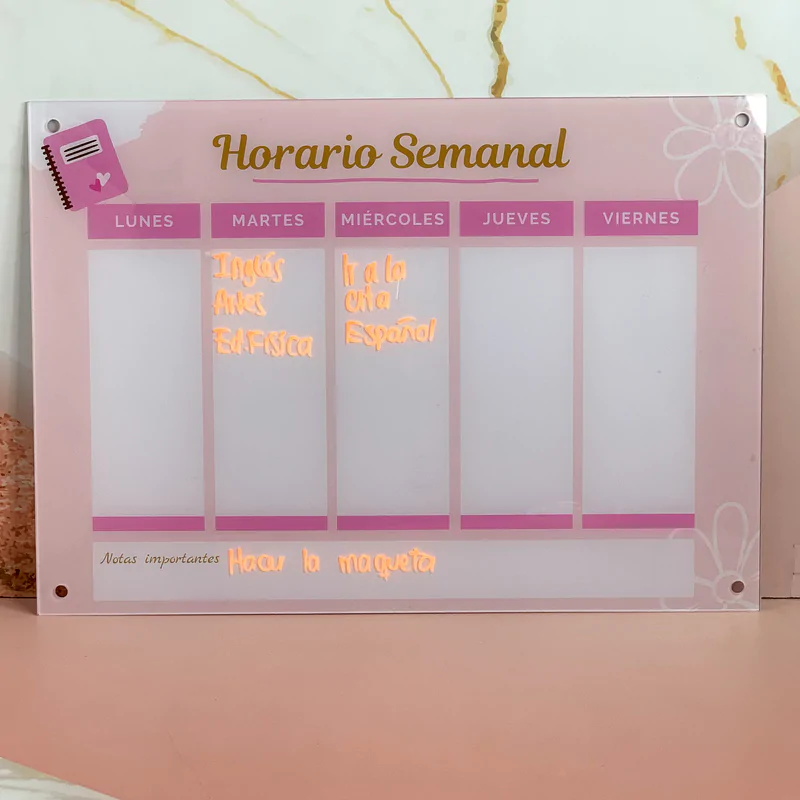 Horario Semanal
LUNES
MARTES
MIÉRCOLES
JUEVES
VIERNES
Inglés
Artes
Ed.Física
Ir a la
cita
Español
Notas importantes Hacer la maqueta